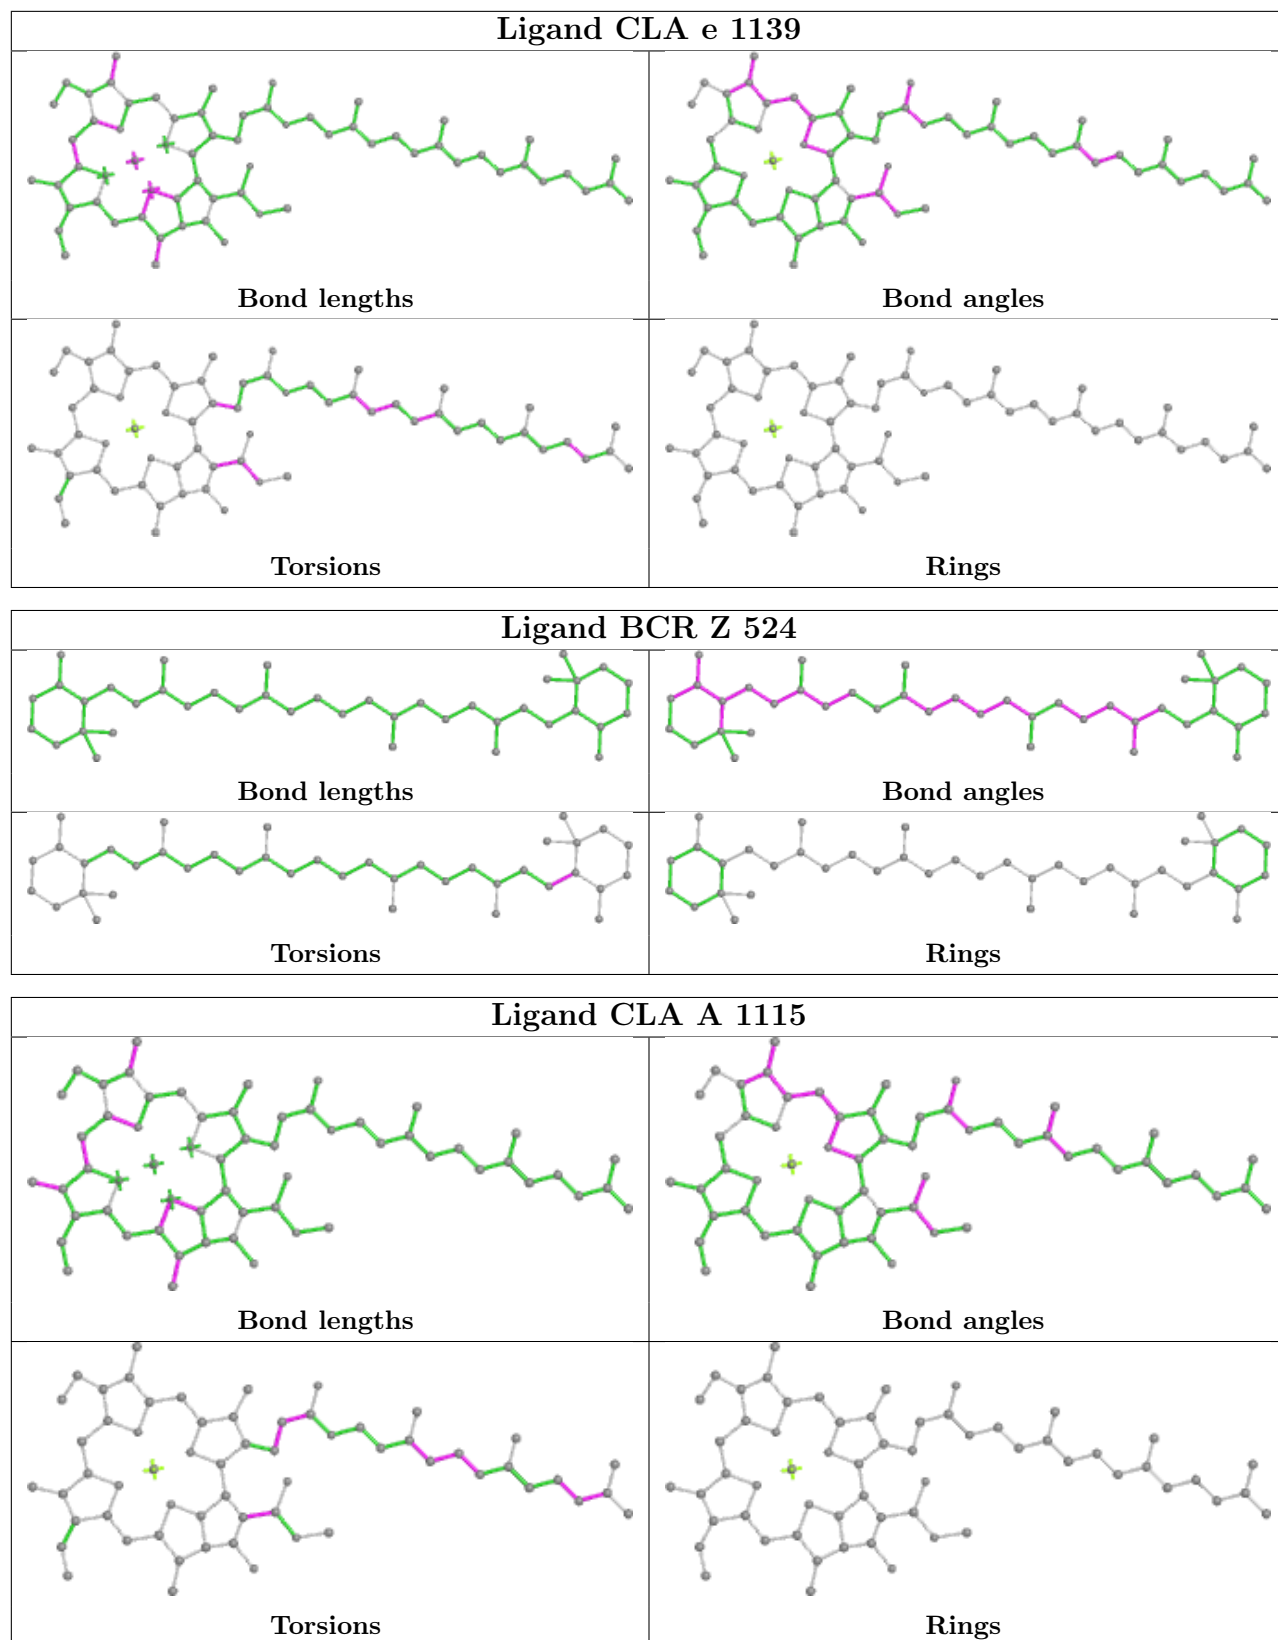 Ligand CLA e 1139
Bond lengths
Bond angles
Torsions
Rings
Ligand BCR Z 524
Bond lengths
Bond angles
Torsions
Rings
Ligand CLA A 1115
Bond lengths
Bond angles
Torsions
Rings